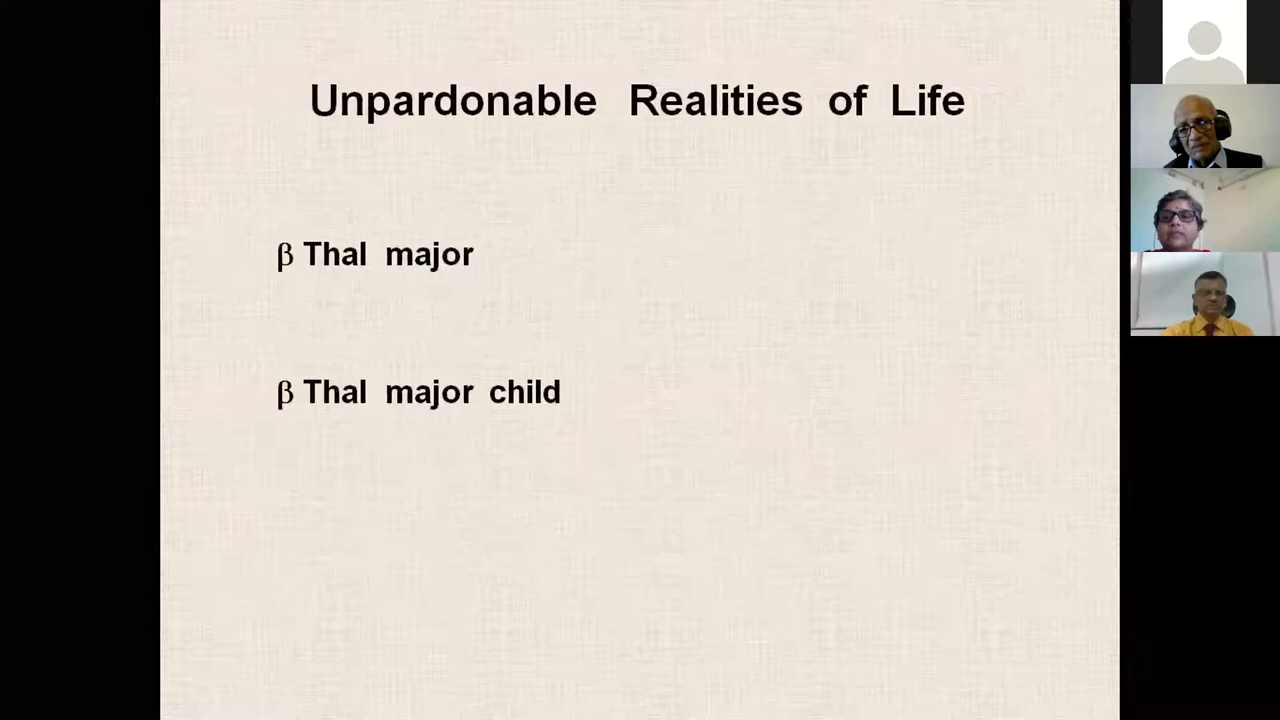 Unpardonable Realities of Life
β Thal major
β Thal major child